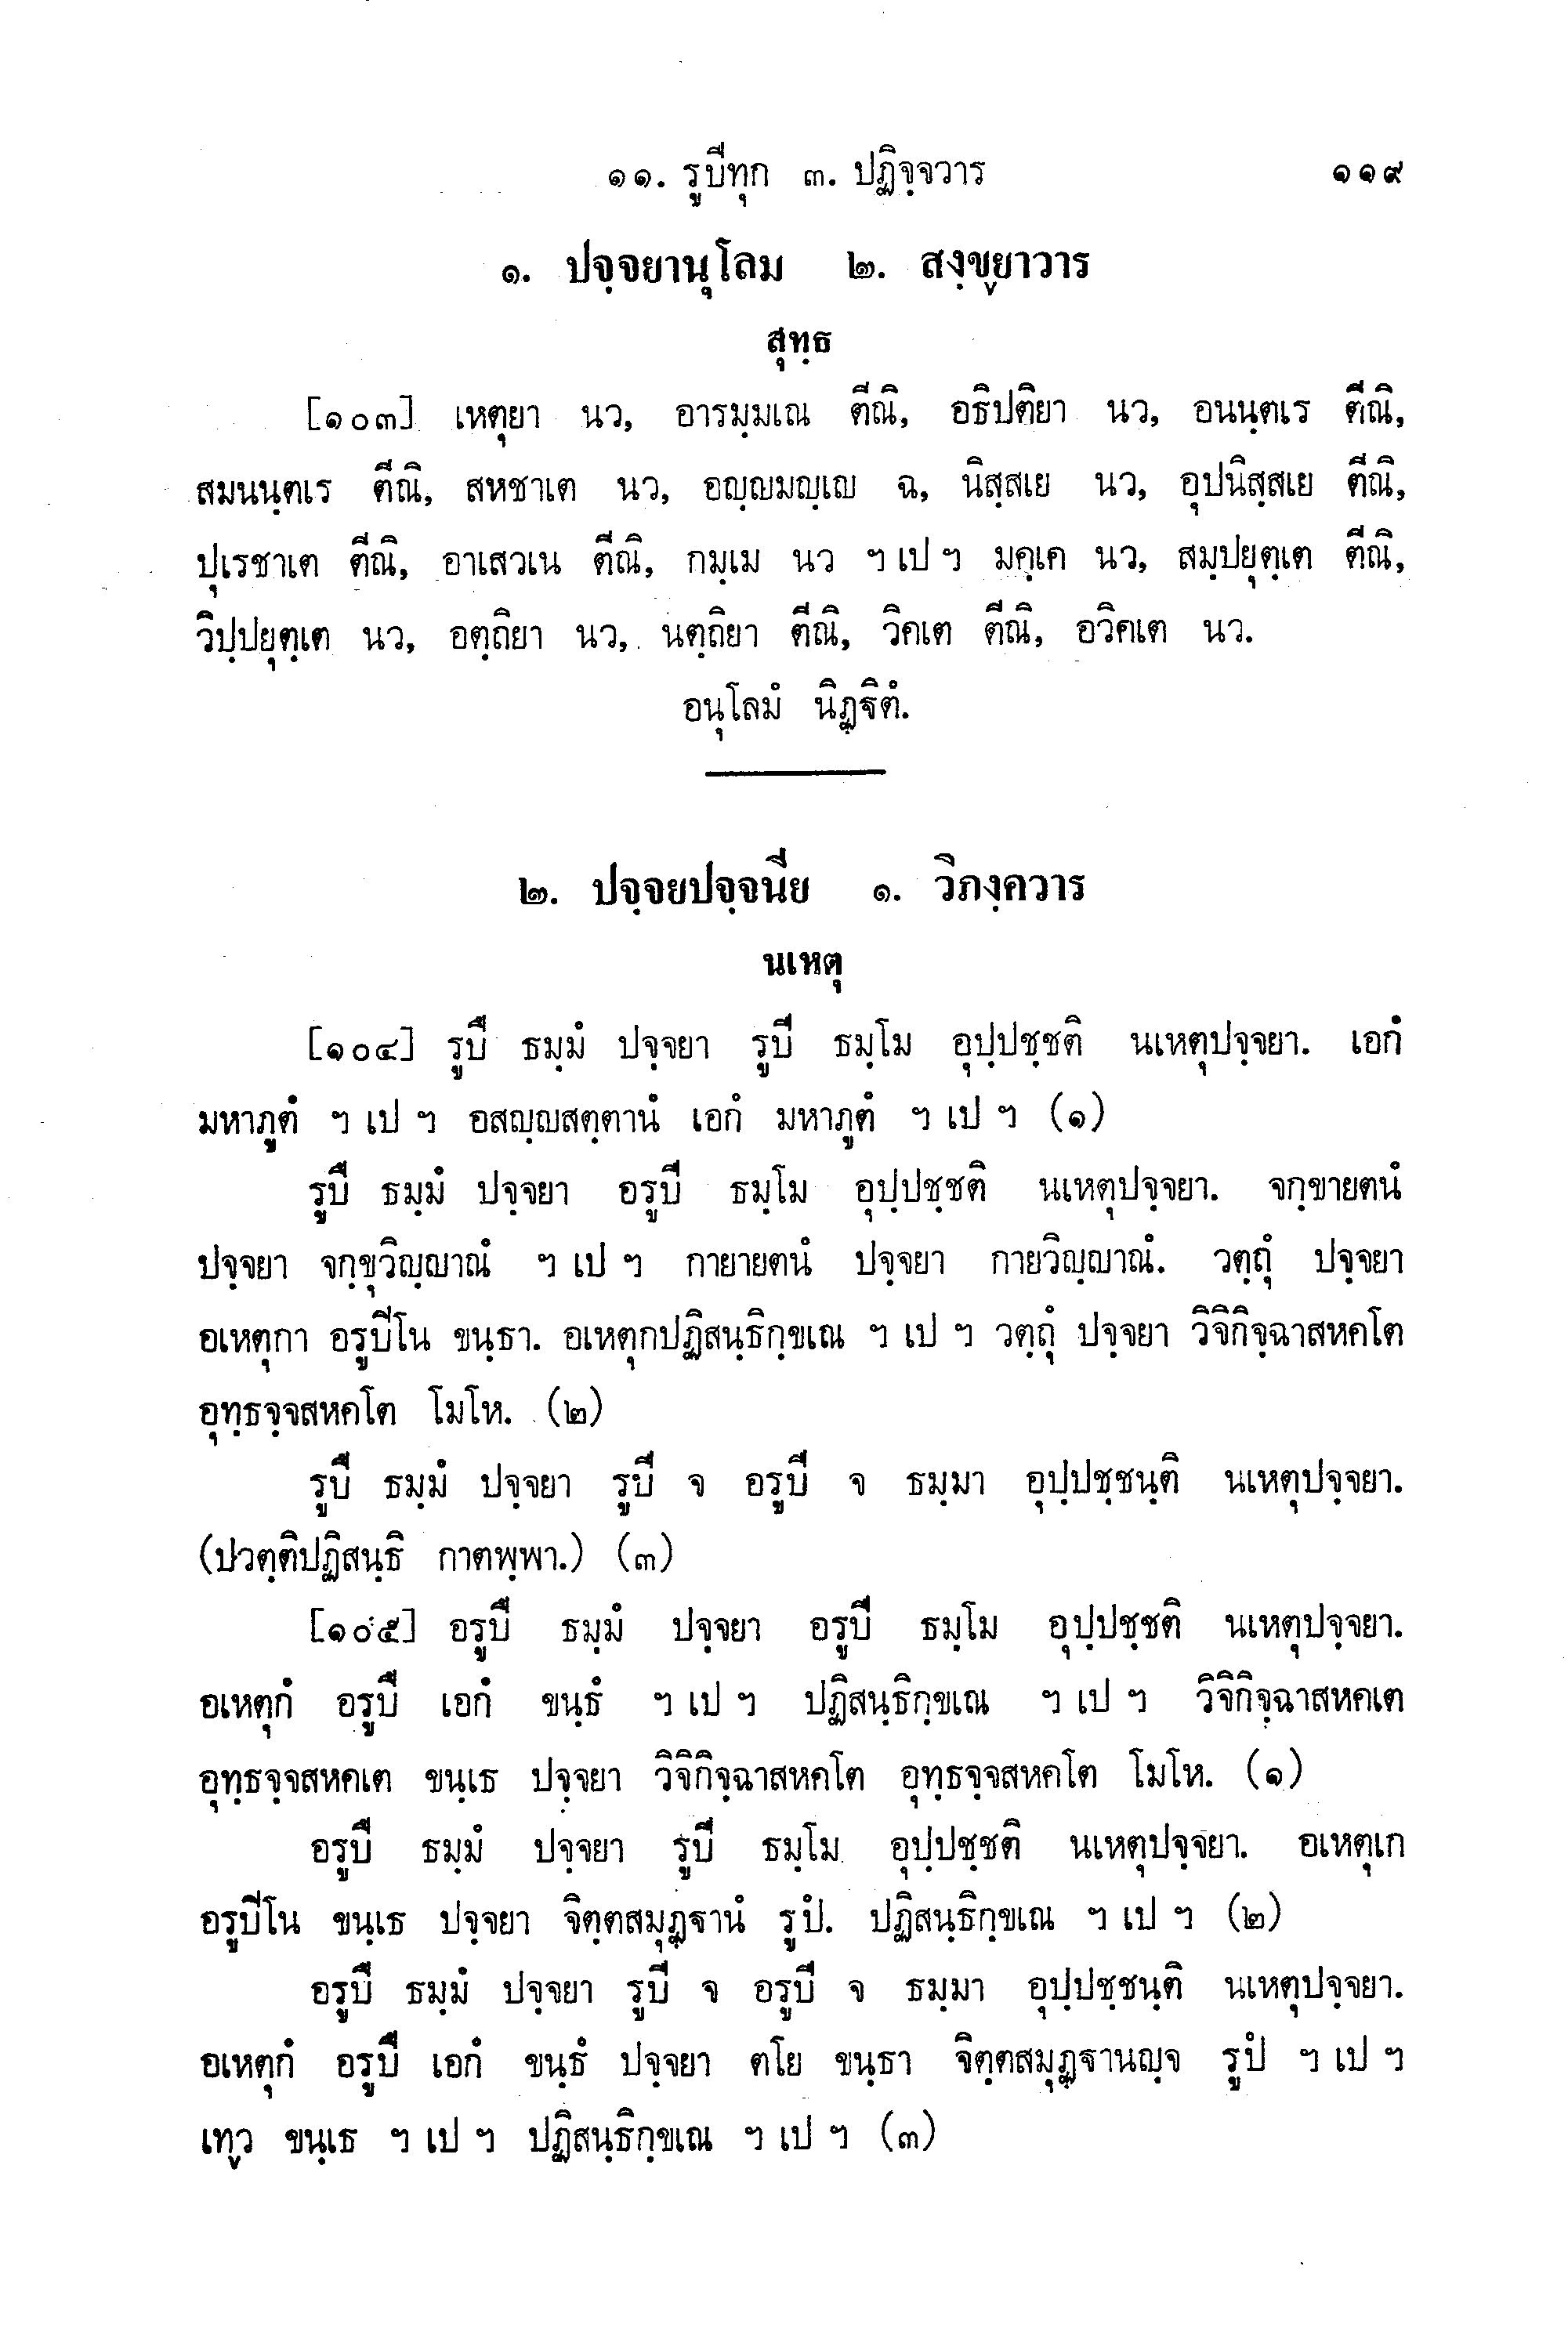 ๑๑. รูปีทุก ๓. ปฏิจฺจวาร ๑๑๙
๑. ปจฺจยานุโลม ๒. สงฺขฺยาวาร
สุทฺธ
[๑๐๓] เหตุยา นว, อารมฺมเณ ตีณิ, อธิปติยา นว, อนนฺตเร ตีณิ,
สมนนฺตเร ตีณิ, สหชาเต นว, อญฺญมญฺเญ ฉ, นิสฺสเย นว, อุปนิสฺสเย ตีณิ,
ปุเรชาเต ตีณิ, อาเสวเน ตีณิ, กมฺเม นว ฯ เป ฯ มคฺเค นว, สมฺปยุตฺเต ตีณิ,
วิปฺปยุตฺเต นว, อตฺถิยา นว, นตฺถิยา ตีณิ, วิคเต ตีณิ, อวิคเต นว.
อนุโลมํ นิฏฺฐิตํ.
๒. ปจฺจยปจฺจนีย ๑. วิภงฺควาร
นเหตุ
[๑๐๔] รูปึ ธมฺมํ ปจฺจยา รูปี ธมฺโม อุปฺปชฺชติ นเหตุปจฺจยา. เอกํ
มหาภูตํ ฯ เป ฯ อสญฺญสตฺตานํ เอกํ มหาภูตํ ฯ เป ฯ (๑)
รูปึ ธมฺมํ ปจฺจยา อรูปี ธมฺโม อุปฺปชฺชติ นเหตุปจฺจยา. จกฺขายตนํ
ปจฺจยา จกฺขุวิญฺญาณํ ฯ เป ฯ กายายตนํ ปจฺจยา กายวิญฺญาณํ. วตฺถุํ ปจฺจยา
อเหตุกา อรูปีโน ขนฺธา. อเหตุกปฏิสนฺธิกฺขเณ ฯ เป ฯ วตฺถุํ ปจฺจยา วิจิกิจฺฉาสหคโต
อุทฺธจฺจสหคโต โมโห. (๒)
รูปึ ธมฺมํ ปจฺจยา รูปี จ อรูปี จ ธมฺมา อุปฺปชฺชนฺติ นเหตุปจฺจยา.
(ปวตฺติปฏิสนฺธิ กาตพฺพา.) (๓)
[๑๐๕] อรูปึ ธมฺมํ ปจฺจยา อรูปี ธมฺโม อุปฺปชฺชติ นเหตุปจฺจยา.
อเหตุกํ อรูปึ เอกํ ขนฺธํ ฯ เป ฯ ปฏิสนฺธิกฺขเณ ฯ เป ฯ วิจิกิจฺฉาสหคเต
อุทฺธจฺจสหคเต ขนฺเธ ปจฺจยา วิจิกิจฺฉาสหคโต อุทฺธจฺจสหคโต โมโห. (๑)
อรูปึ ธมฺมํ ปจฺจยา รูปี ธมฺโม อุปฺปชฺชติ นเหตุปจฺจยา. อเหตุเก
อรูปีโน ขนฺเธ ปจฺจยา จิตฺตสมุฏฺฐานํ รูปํ. ปฏิสนฺธิกฺขเณ ฯ เป ฯ (๒)
อรูปึ ธมฺมํ ปจฺจยา รูปี จ อรูปี จ ธมฺมา อุปฺปชฺชนฺติ นเหตุปจฺจยา.
อเหตุกํ อรูปึ เอกํ ขนฺธํ ปจฺจยา ตโย ขนฺธา จิตฺตสมุฏฺฐานญฺจ รูปํ ฯ เป ฯ
เทฺว ขนฺเธ ฯ เป ฯ ปฏิสนฺธิกฺขเณ ฯ เป ฯ (๓)